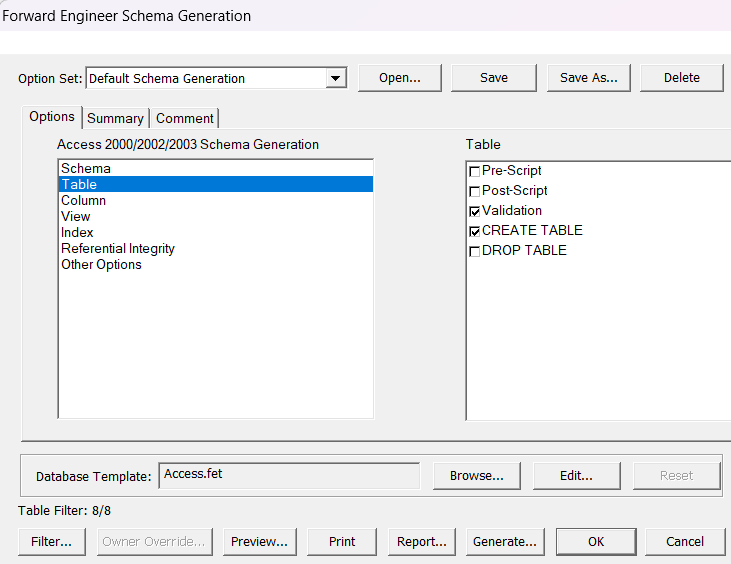 Forward Engineer Schema Generation
Option Set: Default Schema Generation Open... Save Save As... Delete
Options Summary Comment
Access 2000/2002/2003 Schema Generation Table
Schema
Table
Column
View
Index
Referential Integrity
Other Options
Pre-Script
Post-Script
Validation
CREATE TABLE
DROP TABLE
Database Template: Access.fet Browse... Edit... Reset
Table Filter: 8/8
Filter... Owner Override... Preview... Print Report... Generate... OK Cancel